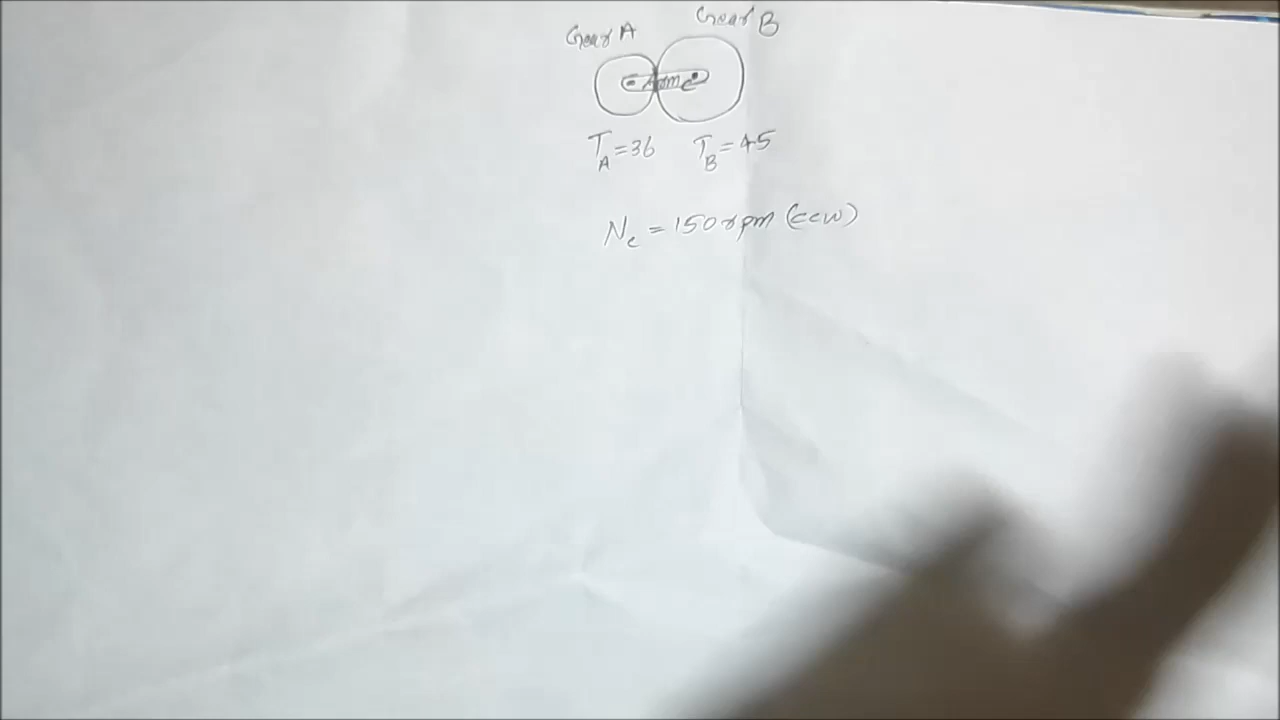 Gear A Gear B
Arm C
T_A = 36 T_B = 45
N_C = 150 rpm (CCW)